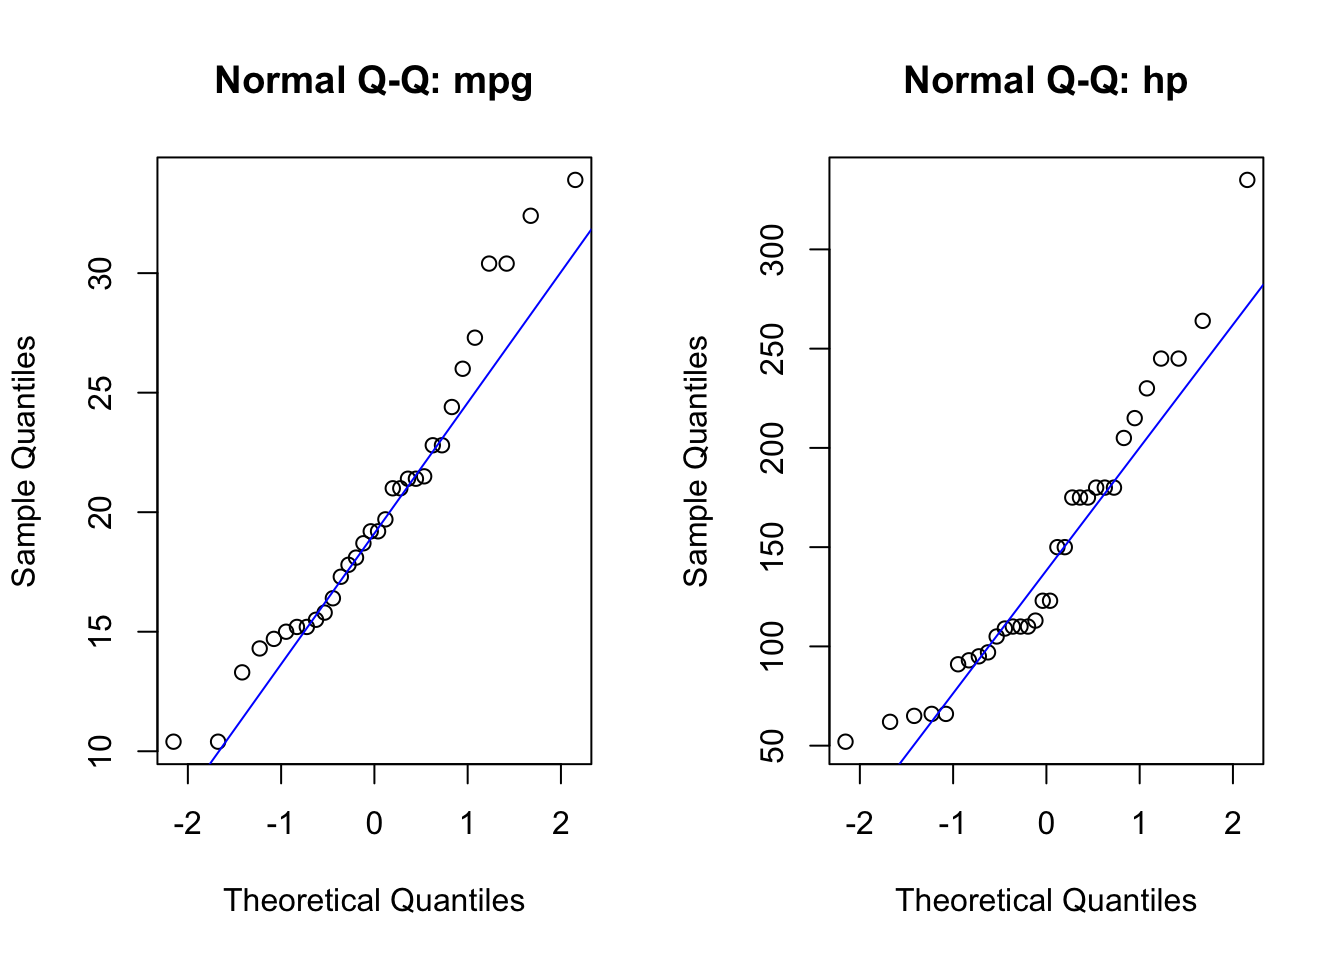 Normal Q-Q: mpg
Sample Quantiles
30
25
20
15
10
-2 -1 0 1 2
Theoretical Quantiles
Normal Q-Q: hp
Sample Quantiles
300
250
200
150
100
50
-2 -1 0 1 2
Theoretical Quantiles